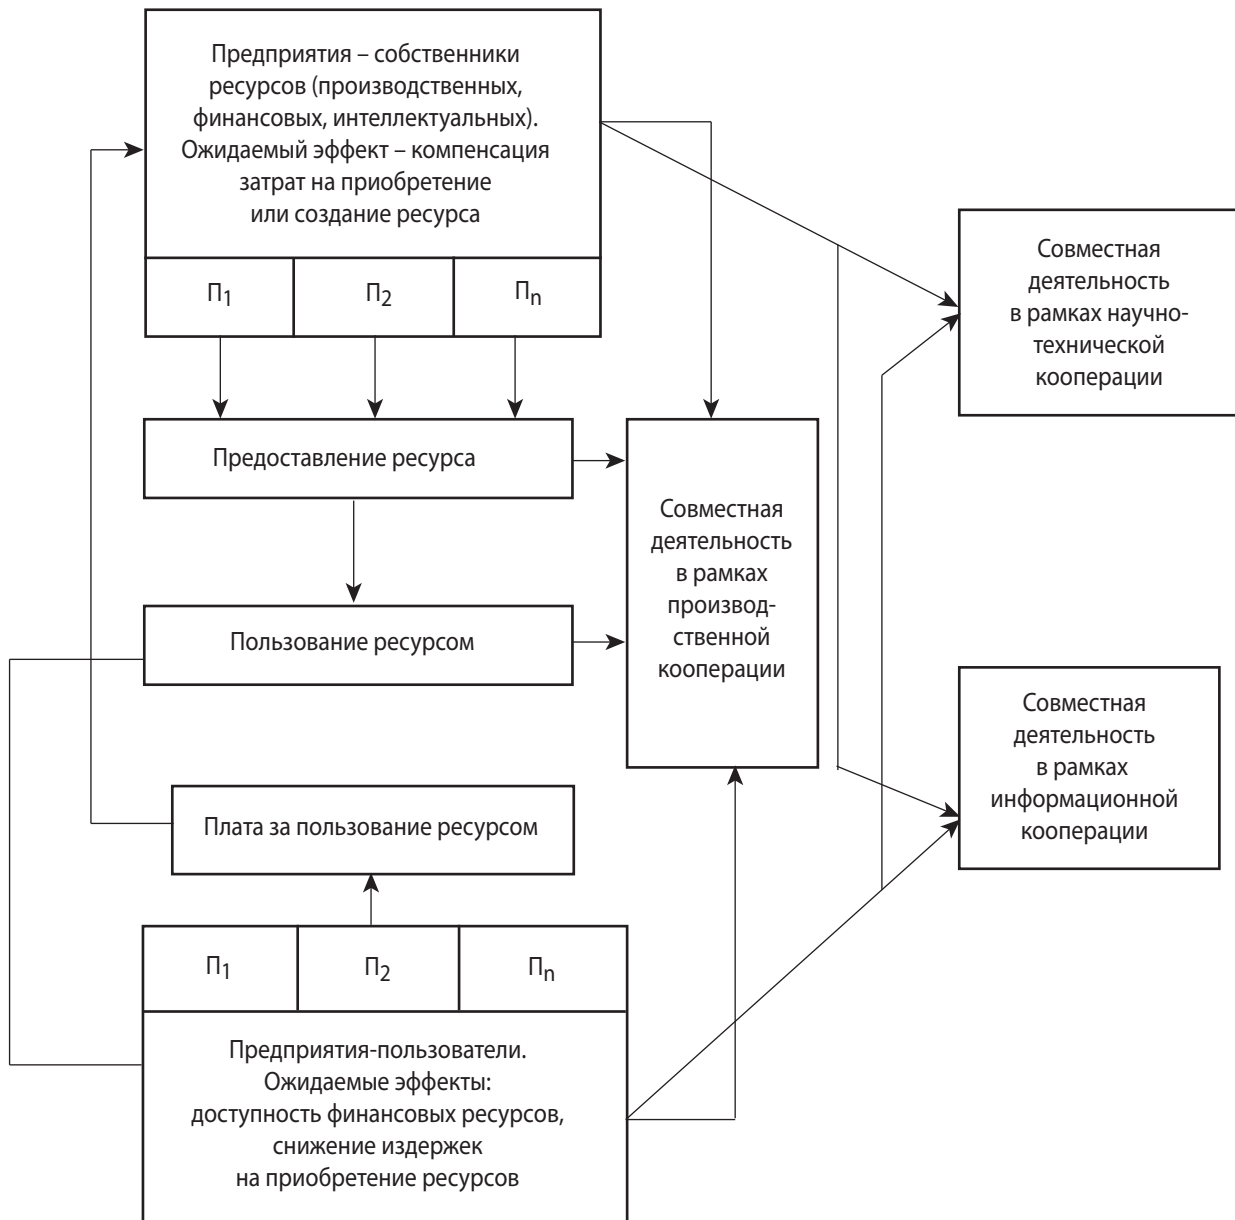 Предприятия – собственники
ресурсов (производственных,
финансовых, интеллектуальных).
Ожидаемый эффект – компенсация
затрат на приобретение
или создание ресурса
П1
П2
Пn
Предоставление ресурса
Пользование ресурсом
Плата за пользование ресурсом
П1
П2
Пn
Предприятия-пользователи.
Ожидаемые эффекты:
доступность финансовых ресурсов,
снижение издержек
на приобретение ресурсов
Совместная
деятельность
в рамках
производ-
ственной
кооперации
Совместная
деятельность
в рамках научно-
технической
кооперации
Совместная
деятельность
в рамках
информационной
кооперации